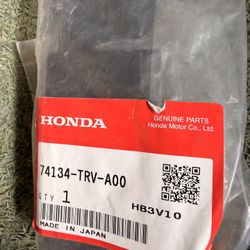 GENUINE PARTS
Honda Motor Co., Ltd.
HONDA
74134-TRV-A00
QTY 1
HB3V10
MADE IN JAPAN